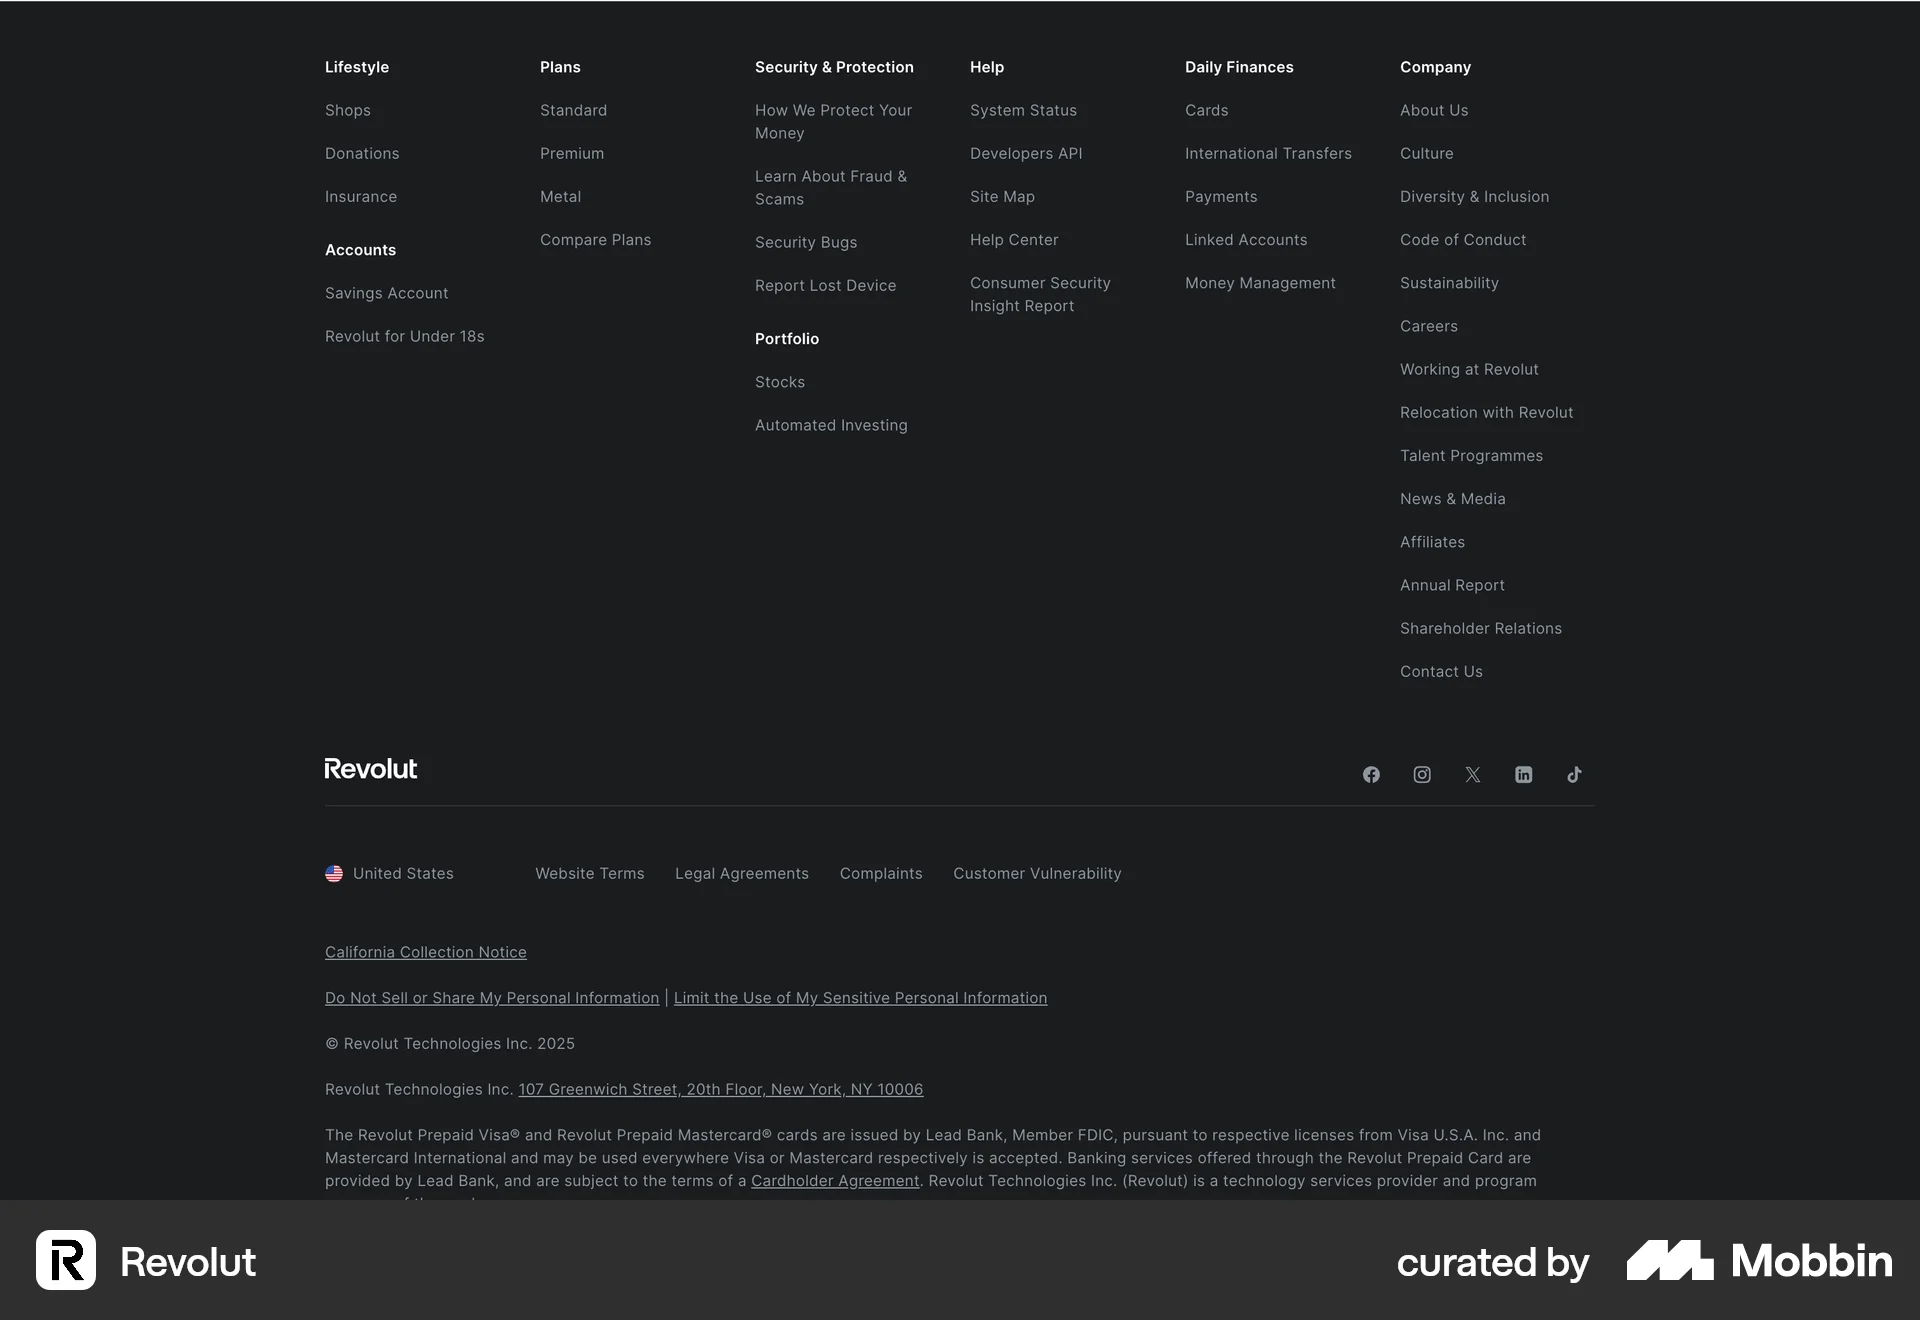 Lifestyle
Shops
Donations
Insurance
Accounts
Savings Account
Revolut for Under 18s
Plans
Standard
Premium
Metal
Compare Plans
Security & Protection
How We Protect Your
Money
Learn About Fraud &
Scams
Security Bugs
Report Lost Device
Portfolio
Stocks
Automated Investing
Help
System Status
Developers API
Site Map
Help Center
Consumer Security
Insight Report
Daily Finances
Cards
International Transfers
Payments
Linked Accounts
Money Management
Company
About Us
Culture
Diversity & Inclusion
Code of Conduct
Sustainability
Careers
Working at Revolut
Relocation with Revolut
Talent Programmes
News & Media
Affiliates
Annual Report
Shareholder Relations
Contact Us
Revolut
United States Website Terms Legal Agreements Complaints Customer Vulnerability
California Collection Notice
Do Not Sell or Share My Personal Information | Limit the Use of My Sensitive Personal Information
© Revolut Technologies Inc. 2025
Revolut Technologies Inc. 107 Greenwich Street, 20th Floor, New York, NY 10006
The Revolut Prepaid Visa® and Revolut Prepaid Mastercard® cards are issued by Lead Bank, Member FDIC, pursuant to respective licenses from Visa U.S.A. Inc. and
Mastercard International and may be used everywhere Visa or Mastercard respectively is accepted. Banking services offered through the Revolut Prepaid Card are
provided by Lead Bank, and are subject to the terms of a Cardholder Agreement. Revolut Technologies Inc. (Revolut) is a technology services provider and program
R Revolut
curated by Mobbin